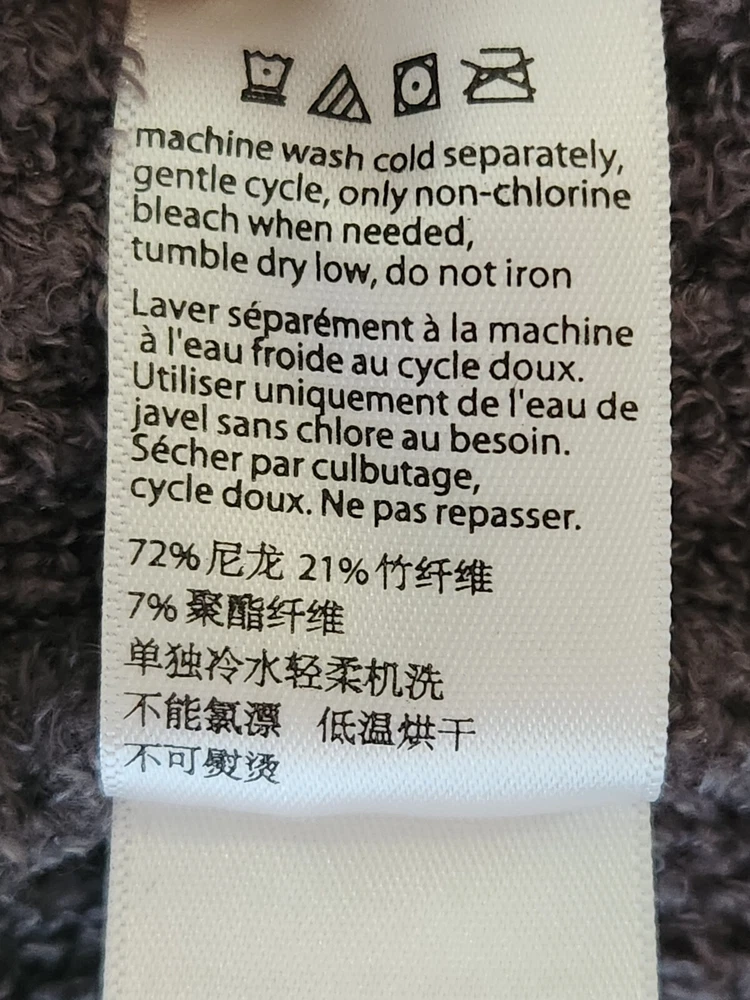 machine wash cold separately,
gentle cycle, only non-chlorine
bleach when needed,
tumble dry low, do not iron
Laver séparément à la machine
à l'eau froide au cycle doux.
Utiliser uniquement de l'eau de
javel sans chlore au besoin.
Sécher par culbutage,
cycle doux. Ne pas repasser.
72% 尼龙 21% 竹纤维
7% 聚酯纤维
单独冷水轻柔机洗
不能氯漂 低温烘干
不可熨烫